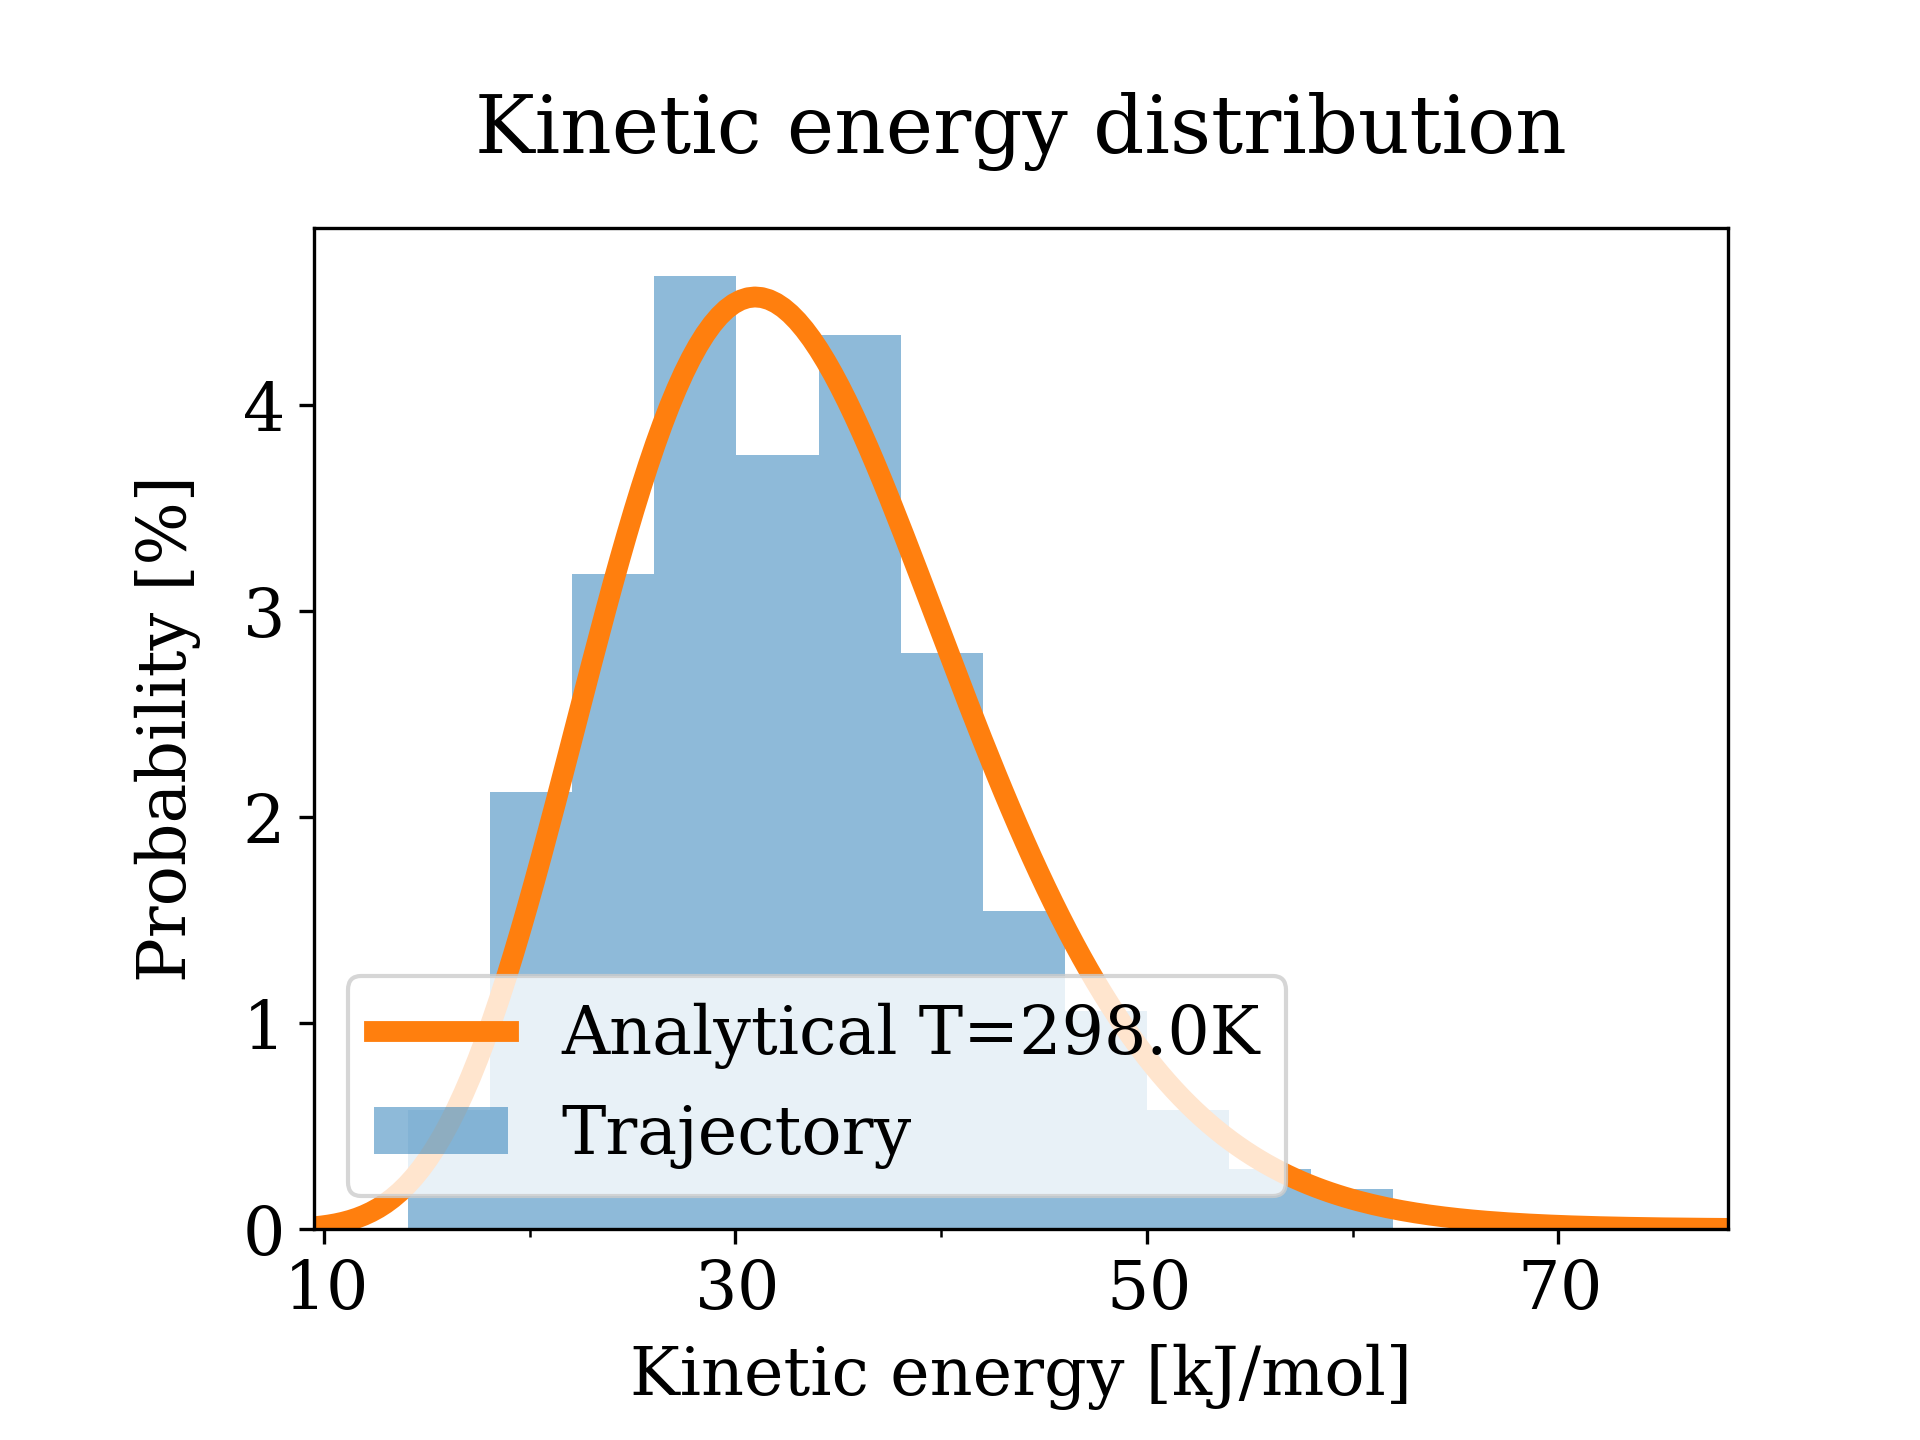 Kinetic energy distribution
Probability [%]
4
3
2
1
0
Analytical T=298.0K
Trajectory
10 30 50 70
Kinetic energy [kJ/mol]